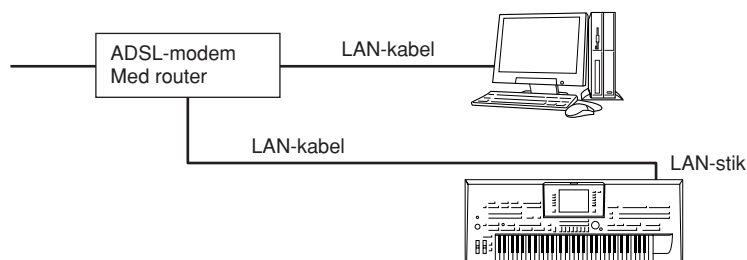 ADSL-modem
Med router
LAN-kabel
LAN-kabel
LAN-stik